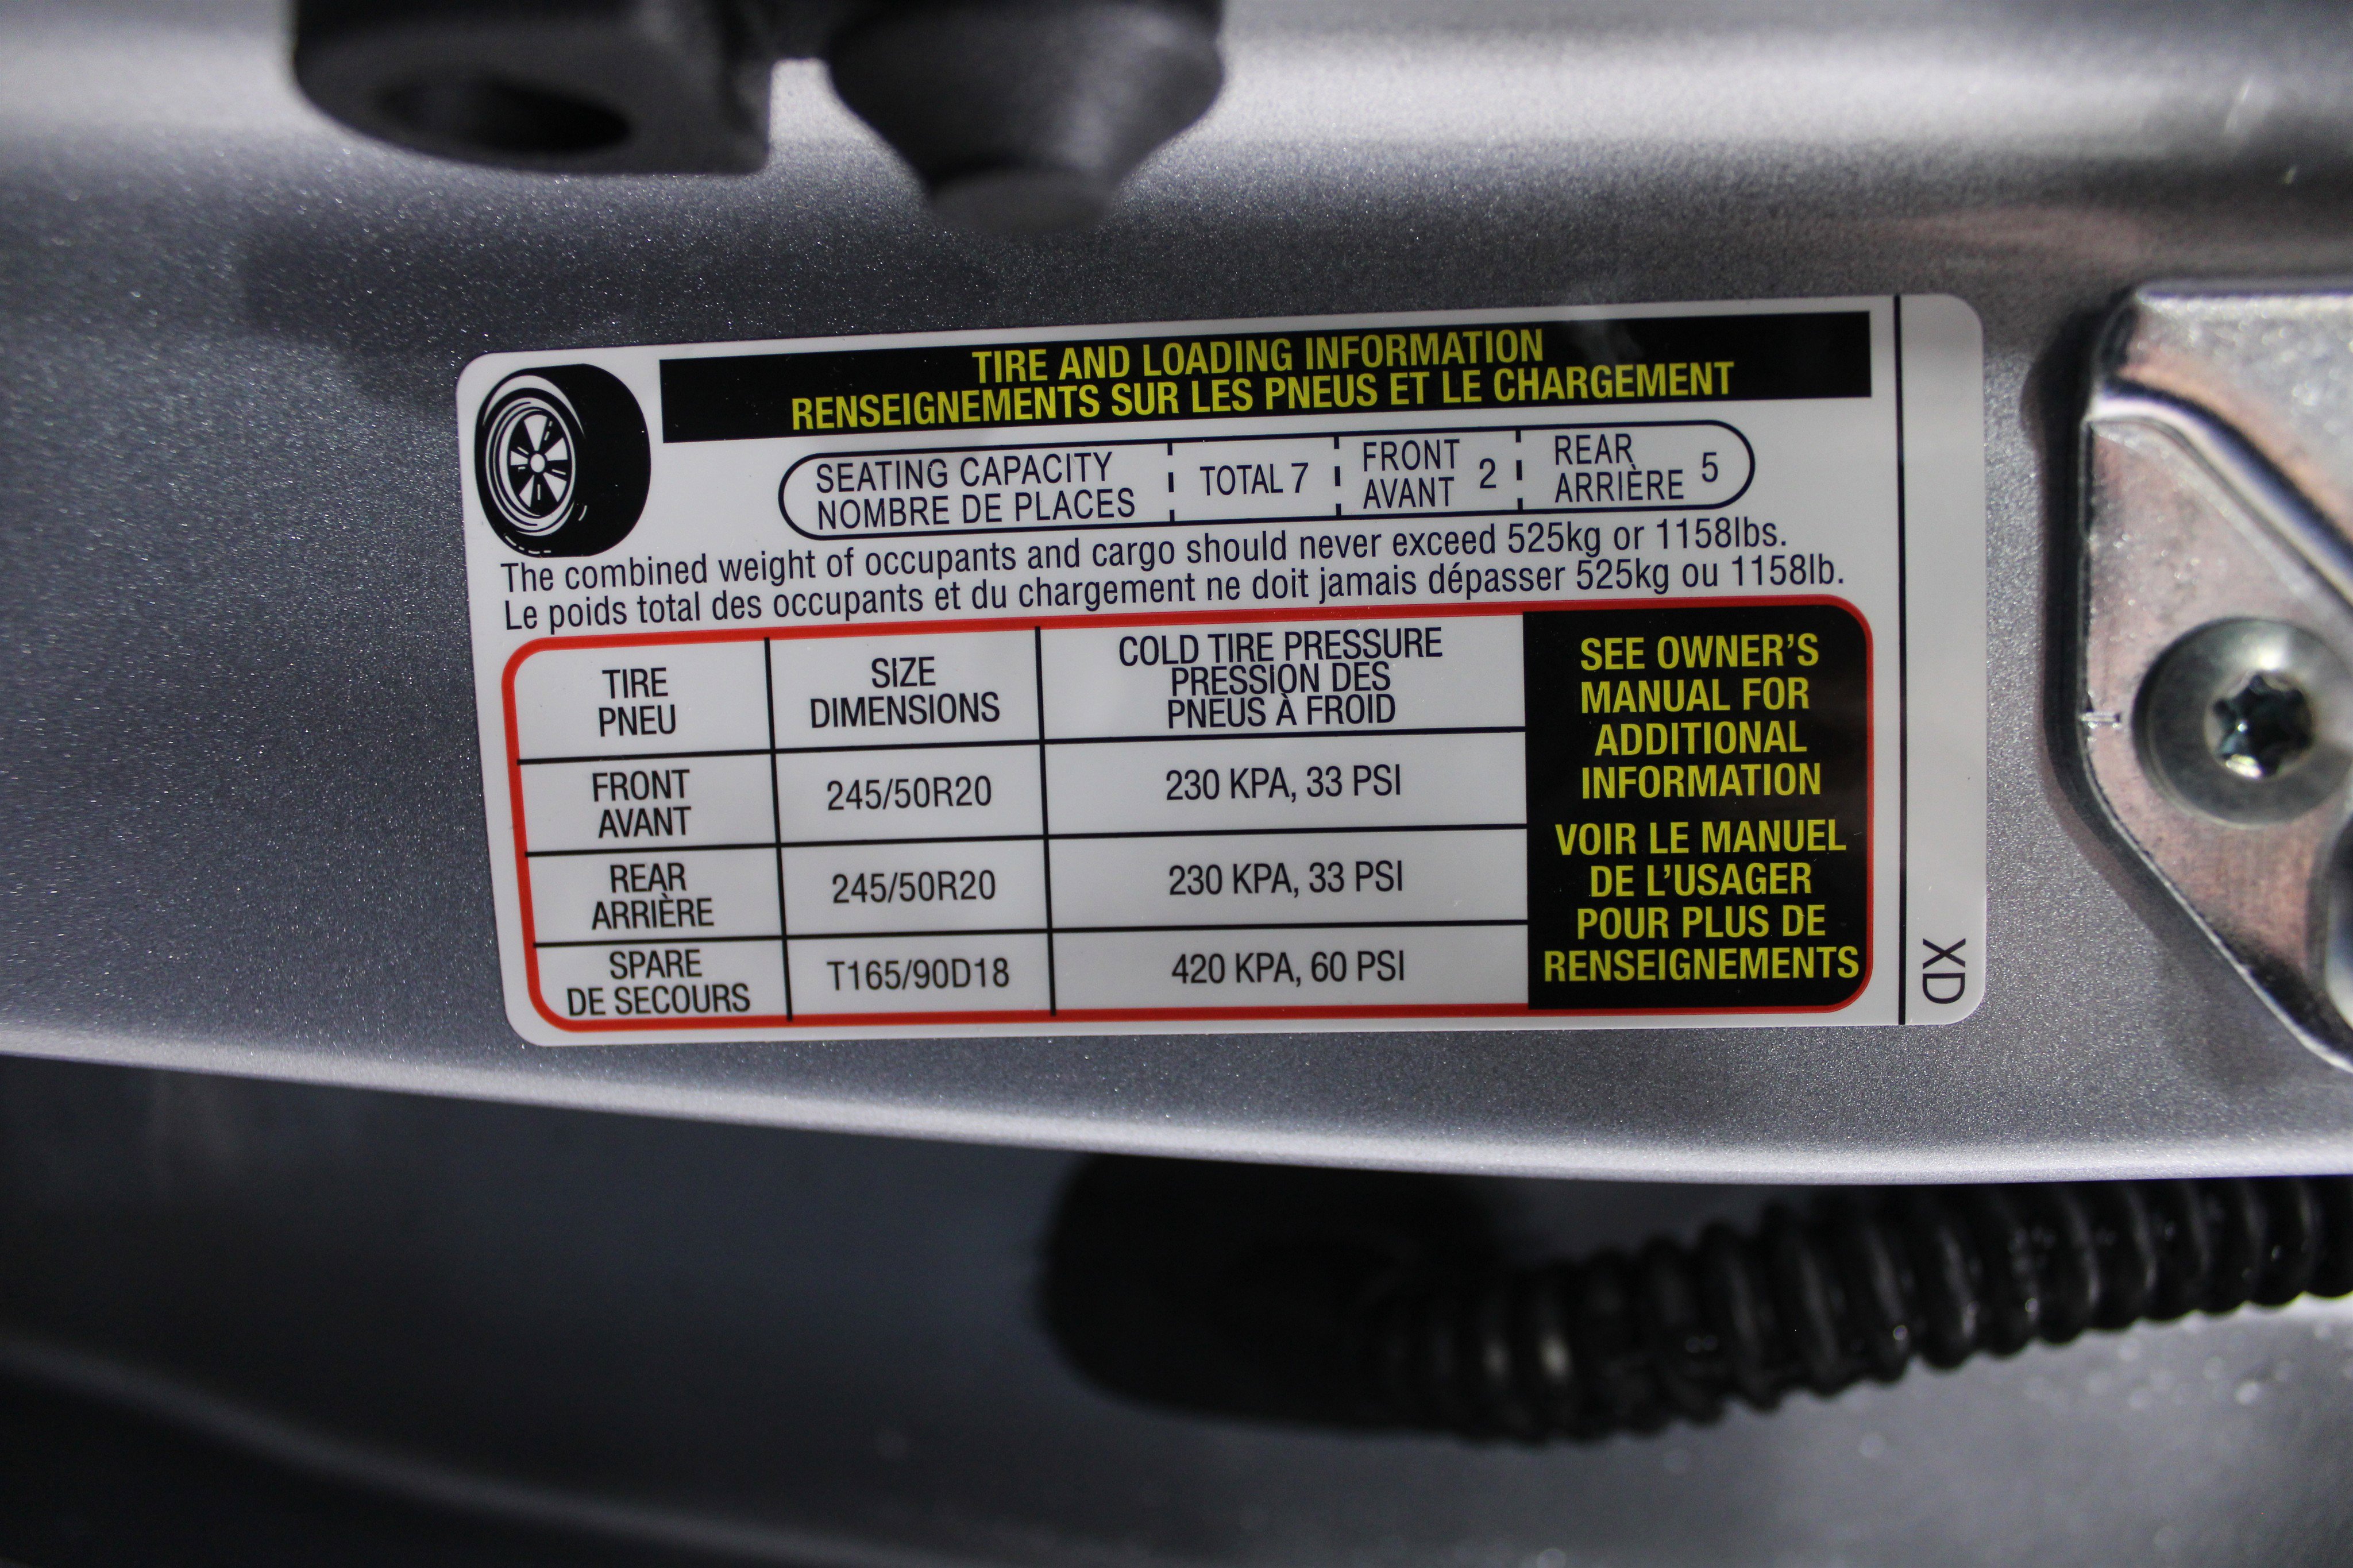 TIRE AND LOADING INFORMATION
RENSEIGNEMENTS SUR LES PNEUS ET LE CHARGEMENT
SEATING CAPACITY
NOMBRE DE PLACES
TOTAL 7
FRONT
AVANT
2
REAR
ARRIÈRE
5
The combined weight of occupants and cargo should never exceed 525kg or 1158lbs.
Le poids total des occupants et du chargement ne doit jamais dépasser 525kg ou 1158lb.
TIRE
PNEU
SIZE
DIMENSIONS
COLD TIRE PRESSURE
PRESSION DES
PNEUS À FROID
FRONT
AVANT
245/50R20
230 KPA, 33 PSI
REAR
ARRIÈRE
245/50R20
230 KPA, 33 PSI
SPARE
DE SECOURS
T165/90D18
420 KPA, 60 PSI
SEE OWNER'S
MANUAL FOR
ADDITIONAL
INFORMATION
VOIR LE MANUEL
DE L'USAGER
POUR PLUS DE
RENSEIGNEMENTS
XD